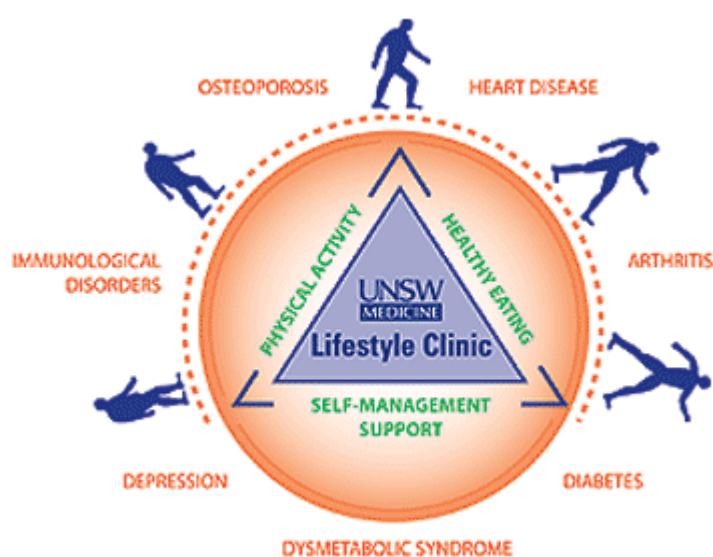 OSTEOPOROSIS
HEART DISEASE
IMMUNOLOGICAL
DISORDERS
ARTHRITIS
PHYSICAL ACTIVITY
HEALTHY EATING
UNSW
MEDICINE
Lifestyle Clinic
SELF-MANAGEMENT
SUPPORT
DEPRESSION
DIABETES
DYSMETABOLIC SYNDROME